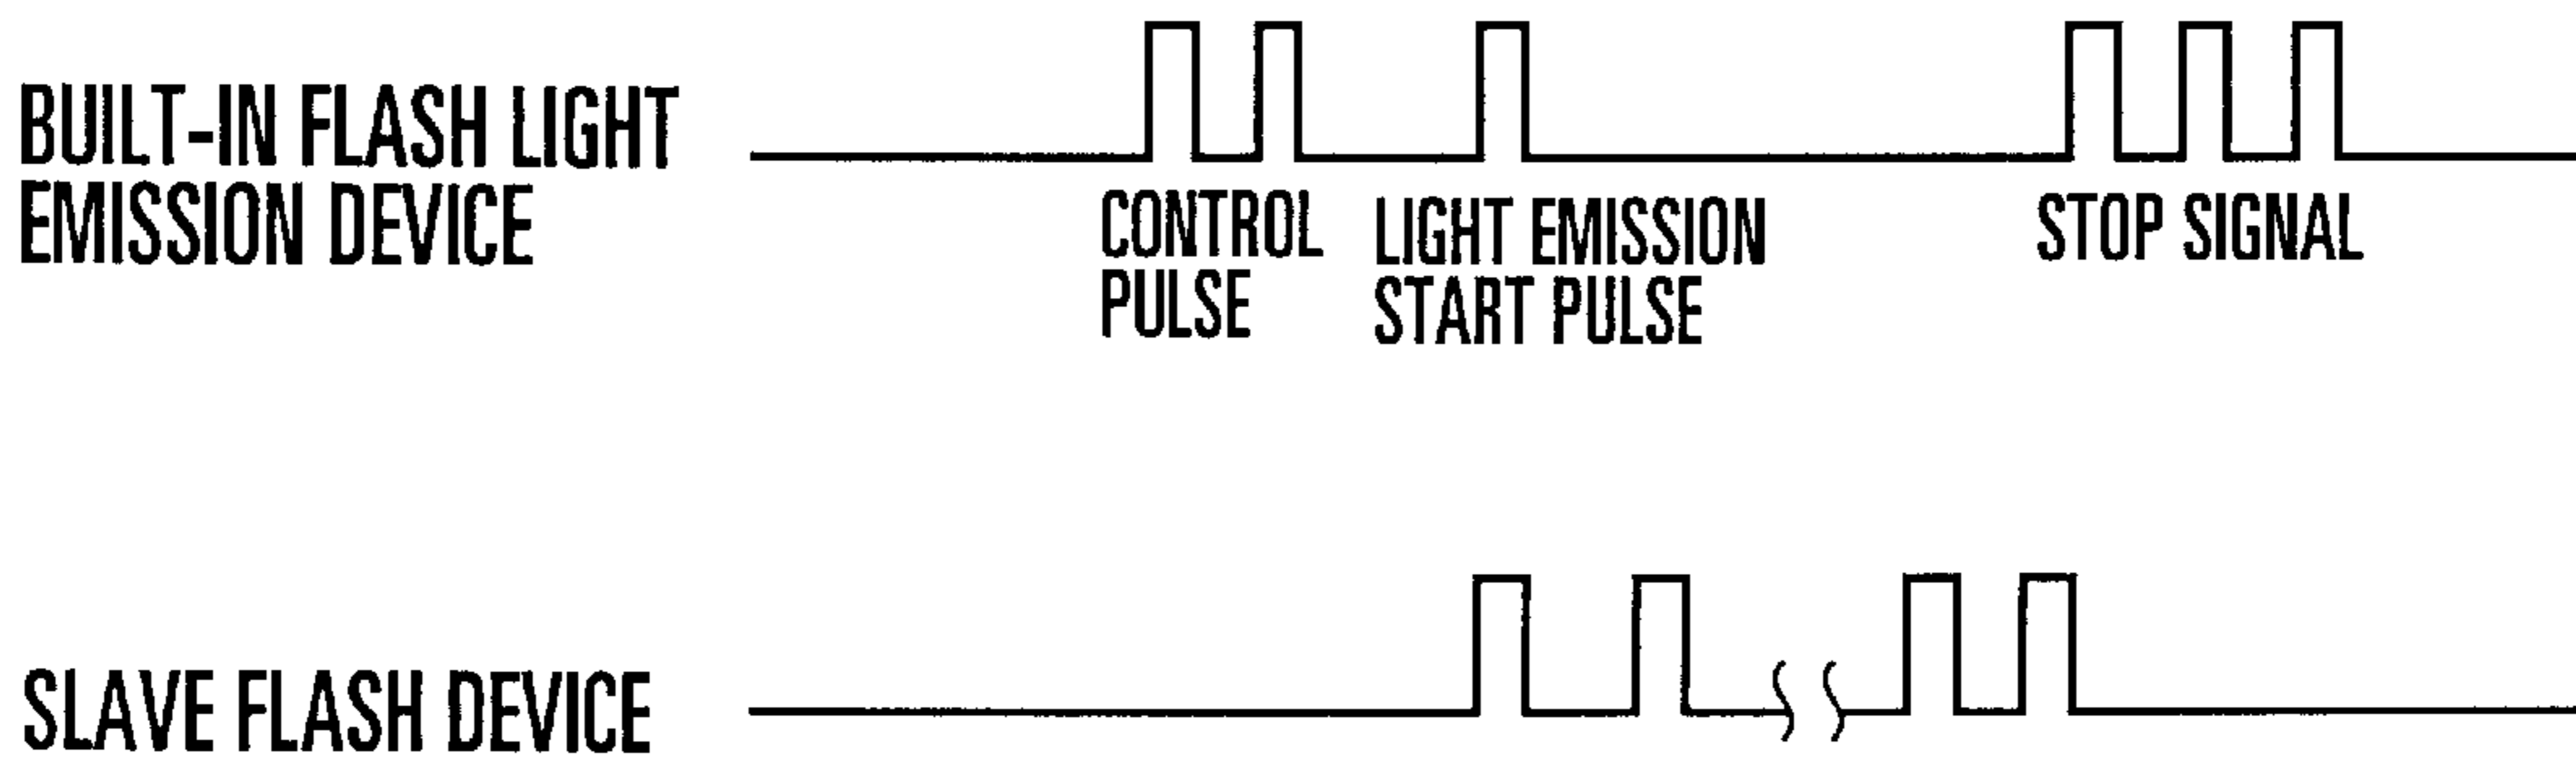 BUILT-IN FLASH LIGHT
EMISSION DEVICE
CONTROL
PULSE
LIGHT EMISSION
START PULSE
STOP SIGNAL
SLAVE FLASH DEVICE